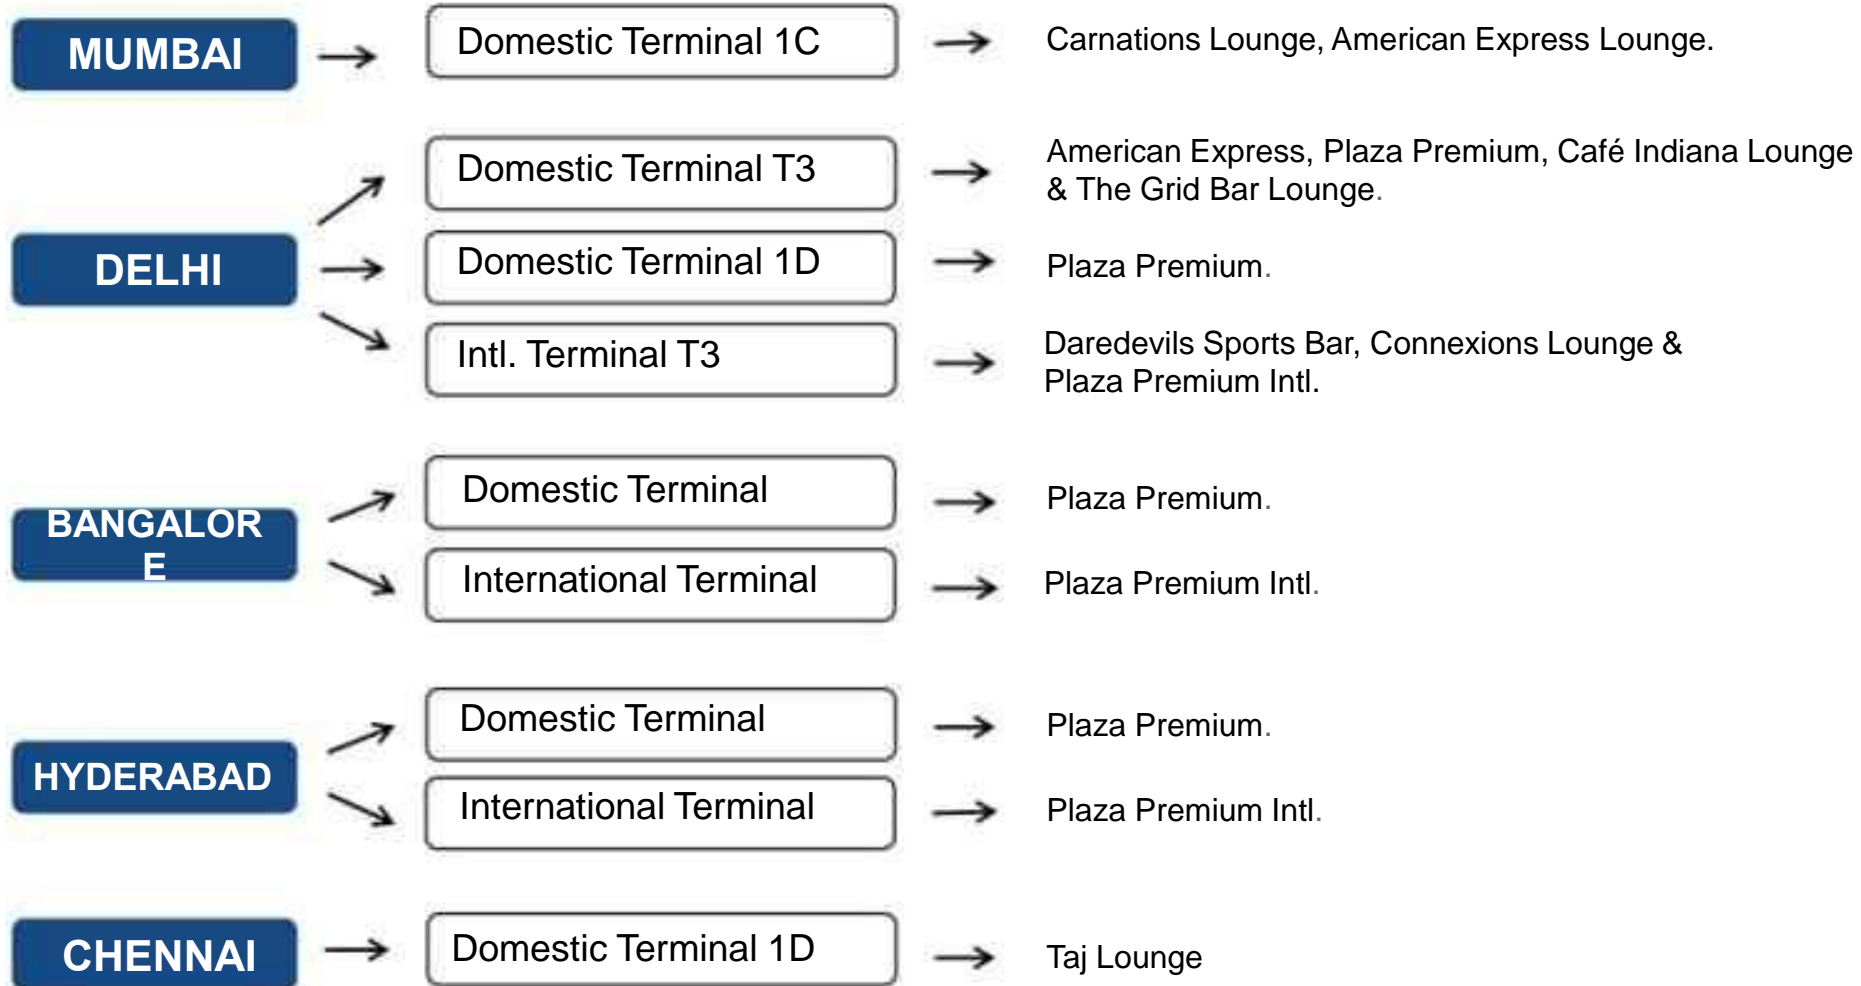 MUMBAI
Domestic Terminal 1C
Carnations Lounge, American Express Lounge.
DELHI
Domestic Terminal T3
American Express, Plaza Premium, Café Indiana Lounge
& The Grid Bar Lounge.
Domestic Terminal 1D
Plaza Premium.
Intl. Terminal T3
Daredevils Sports Bar, Connexions Lounge &
Plaza Premium Intl.
BANGALOR
E
Domestic Terminal
Plaza Premium.
International Terminal
Plaza Premium Intl.
HYDERABAD
Domestic Terminal
Plaza Premium.
International Terminal
Plaza Premium Intl.
CHENNAI
Domestic Terminal 1D
Taj Lounge